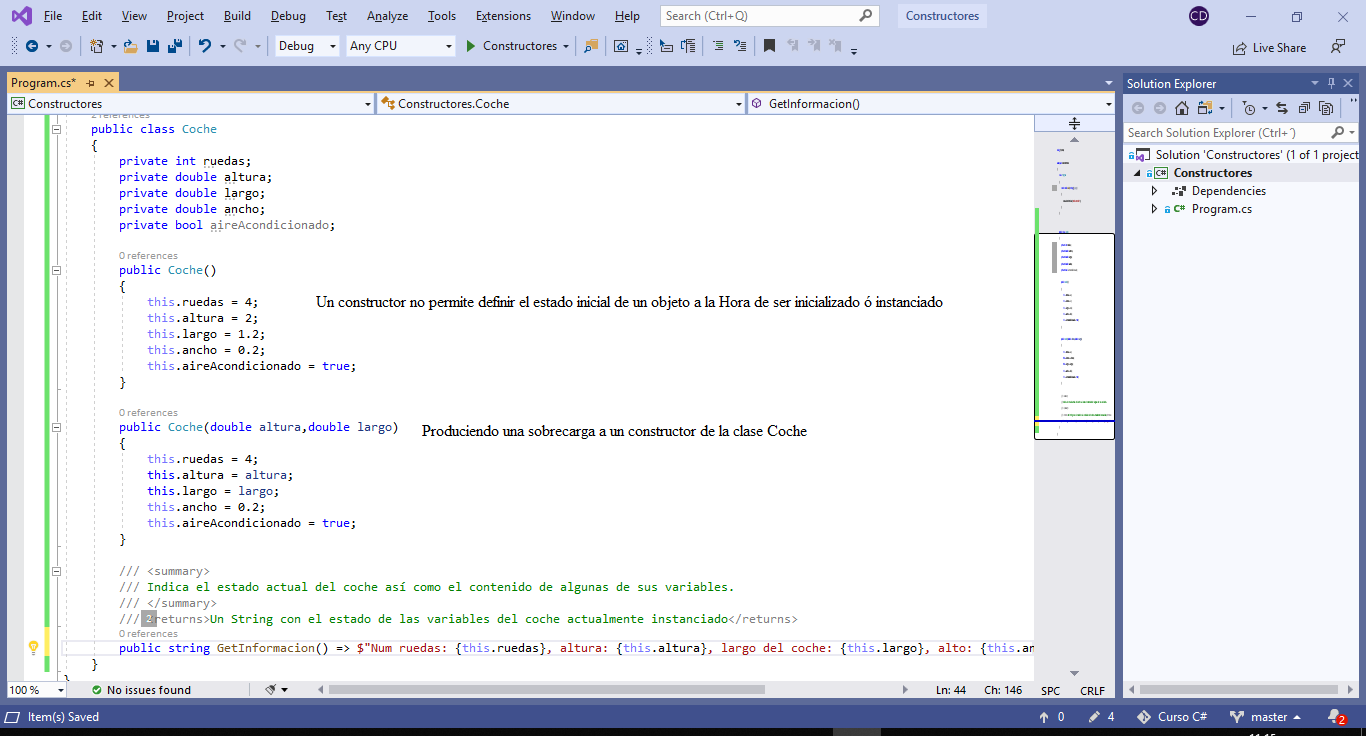 File Edit View Project Build Debug Test Analyze Tools Extensions Window Help Search (Ctrl+Q) Constructores CD
Debug Any CPU Constructores Live Share
Program.cs*
Constructores Constructores.Coche GetInformacion()
2 references
public class Coche
{
private int ruedas;
private double altura;
private double largo;
private double ancho;
private bool aireAcondicionado;
0 references
public Coche()
{
this.ruedas = 4;
Un constructor no permite definir el estado inicial de un objeto a la Hora de ser inicializado ó instanciado
this.altura = 2;
this.largo = 1.2;
this.ancho = 0.2;
this.aireAcondicionado = true;
}
0 references
public Coche(double altura,double largo)
Produciendo una sobrecarga a un constructor de la clase Coche
{
this.ruedas = 4;
this.altura = altura;
this.largo = largo;
this.ancho = 0.2;
this.aireAcondicionado = true;
}
/// <summary>
/// Indica el estado actual del coche así como el contenido de algunas de sus variables.
/// </summary>
/// 2 returns>Un String con el estado de las variables del coche actualmente instanciado</returns>
0 references
public string GetInformacion() => $"Num ruedas: {this.ruedas}, altura: {this.altura}, largo del coche: {this.largo}, alto: {this.an
}
}
Solution Explorer
Search Solution Explorer (Ctrl+´)
Solution 'Constructores' (1 of 1 project
C# Constructores
Dependencies
C# Program.cs
100 % No issues found Ln: 44 Ch: 146 SPC CRLF
Item(s) Saved 0 4 Curso C# master 2